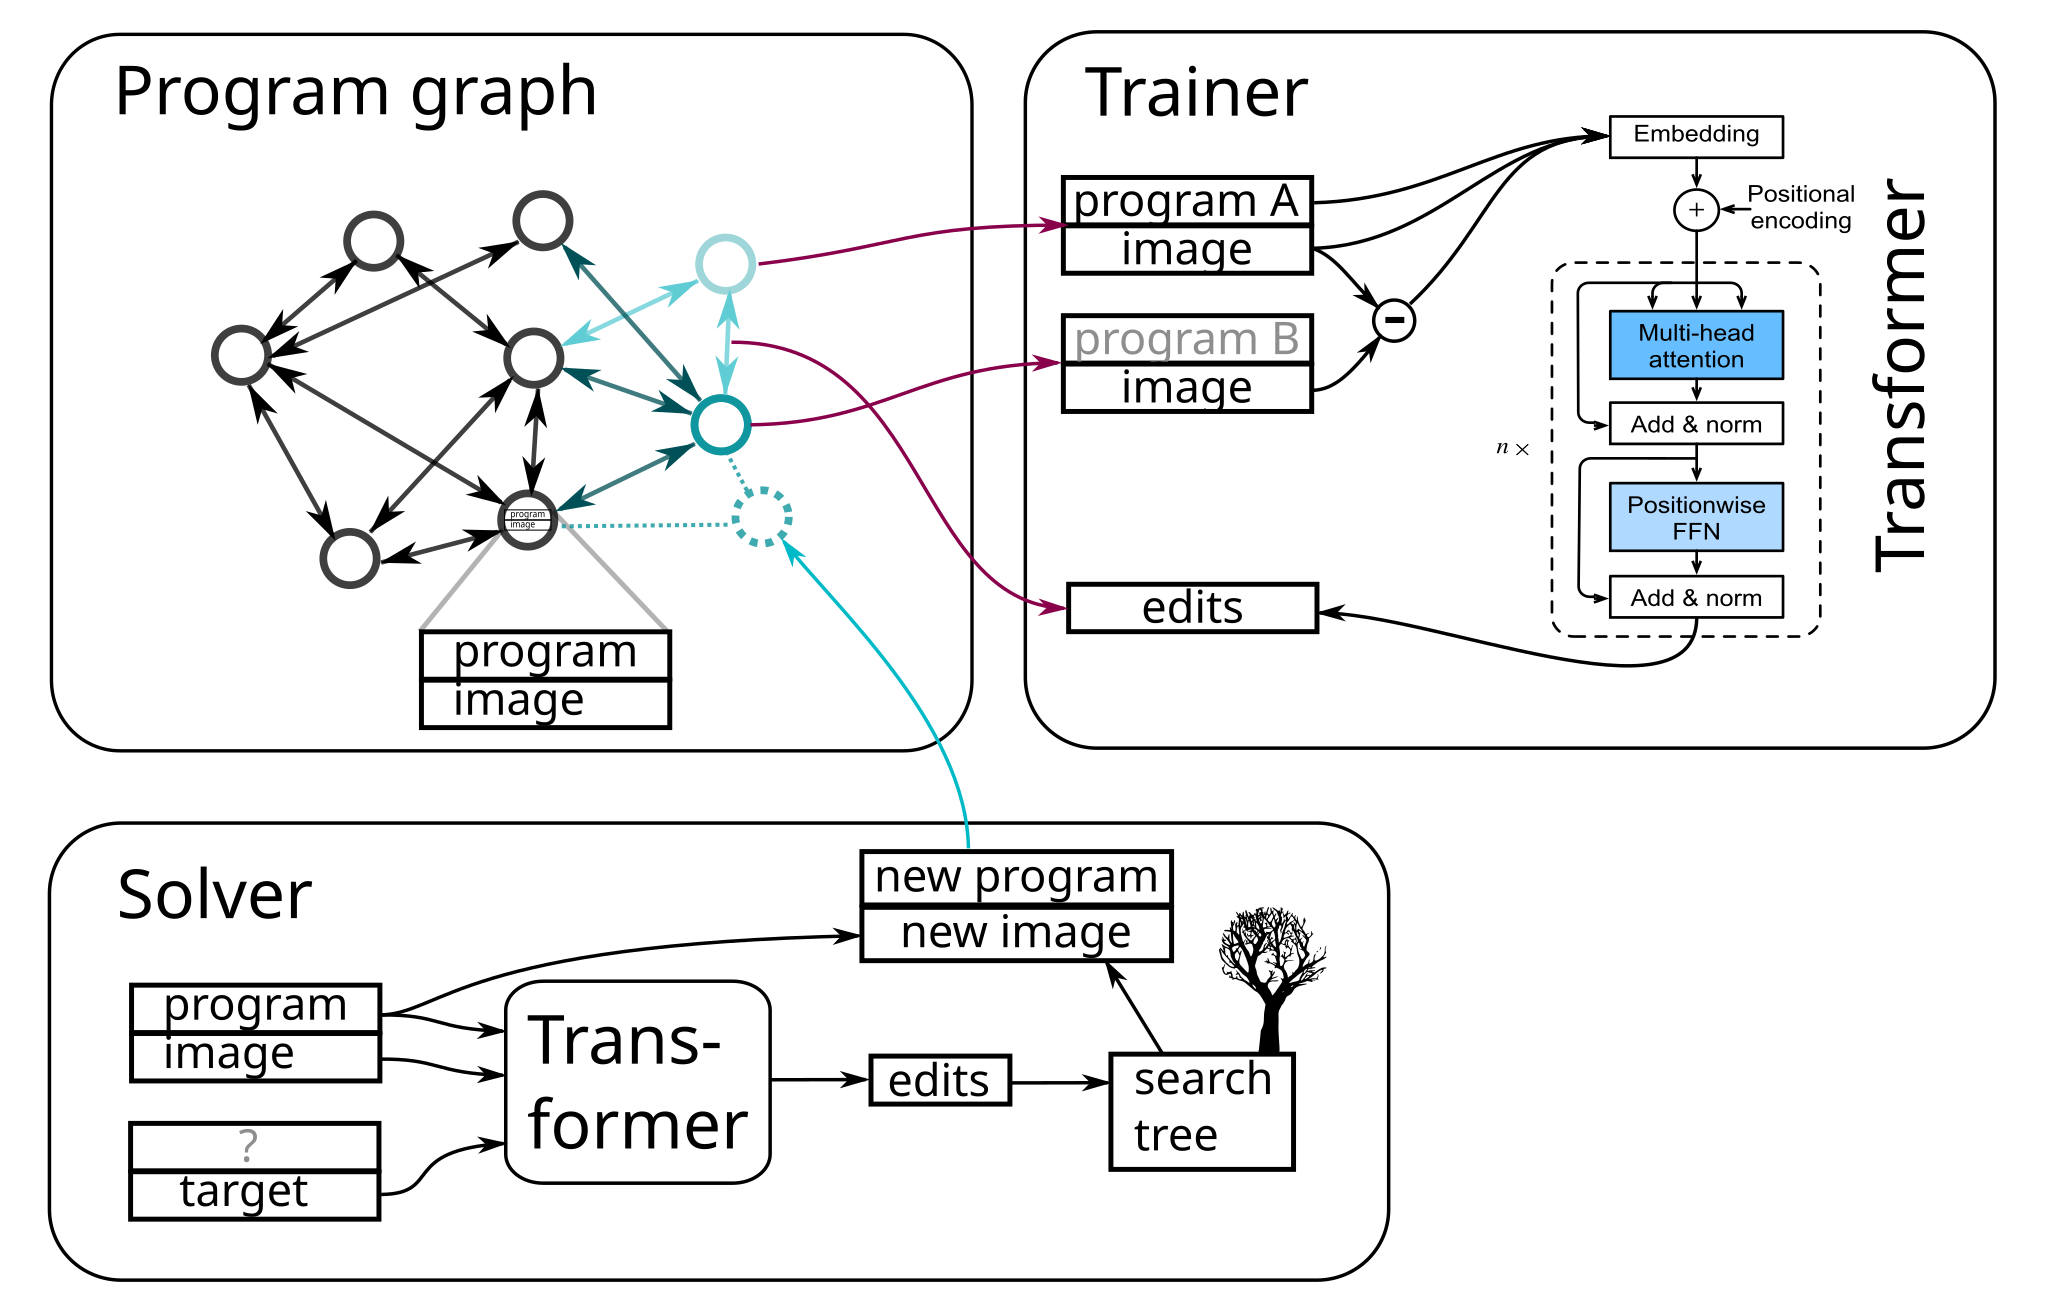 Program graph
program
image
program
image
Trainer
program A
image
program B
image
-
edits
Embedding
+
Positional
encoding
Multi-head
attention
Add & norm
n ×
Positionwise
FFN
Add & norm
Transformer
Solver
program
image
?
target
Trans-
former
edits
new program
new image
search
tree